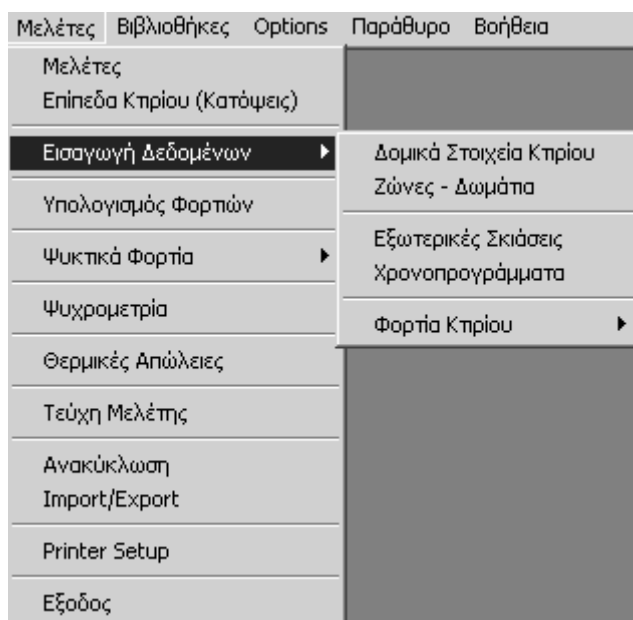 Μελέτες Βιβλιοθήκες Options Παράθυρο Βοήθεια
Μελέτες
Επίπεδα Κτιρίου (Κατόψεις)
Εισαγωγή Δεδομένων
Υπολογισμός Φορτιών
Ψυκτικά Φορτία
Ψυχρομετρία
Θερμικές Απώλειες
Τεύχη Μελέτης
Ανακύκλωση
Import/Export
Printer Setup
Εξοδος
Δομικά Στοιχεία Κτιρίου
Ζώνες - Δωμάτια
Εξωτερικές Σκιάσεις
Χρονοπρογράμματα
Φορτία Κτιρίου